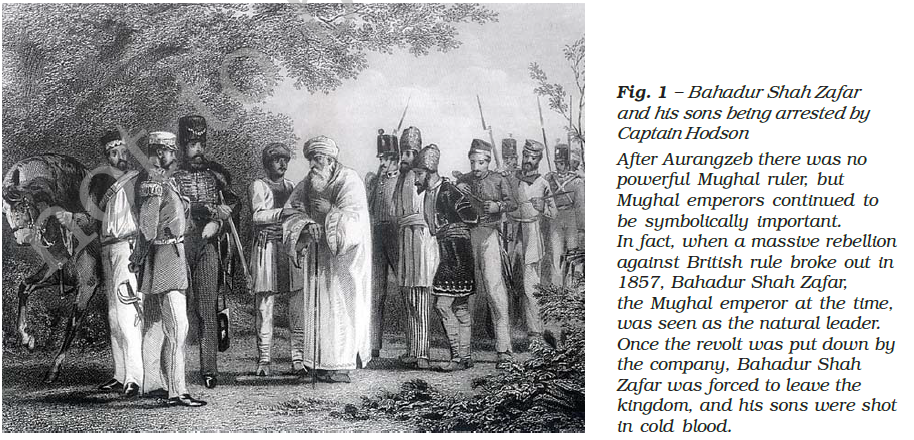 Fig. 1 – Bahadur Shah Zafar
and his sons being arrested by
Captain Hodson
After Aurangzeb there was no
powerful Mughal ruler, but
Mughal emperors continued to
be symbolically important.
In fact, when a massive rebellion
against British rule broke out in
1857, Bahadur Shah Zafar,
the Mughal emperor at the time,
was seen as the natural leader.
Once the revolt was put down by
the company, Bahadur Shah
Zafar was forced to leave the
kingdom, and his sons were shot
in cold blood.
not to